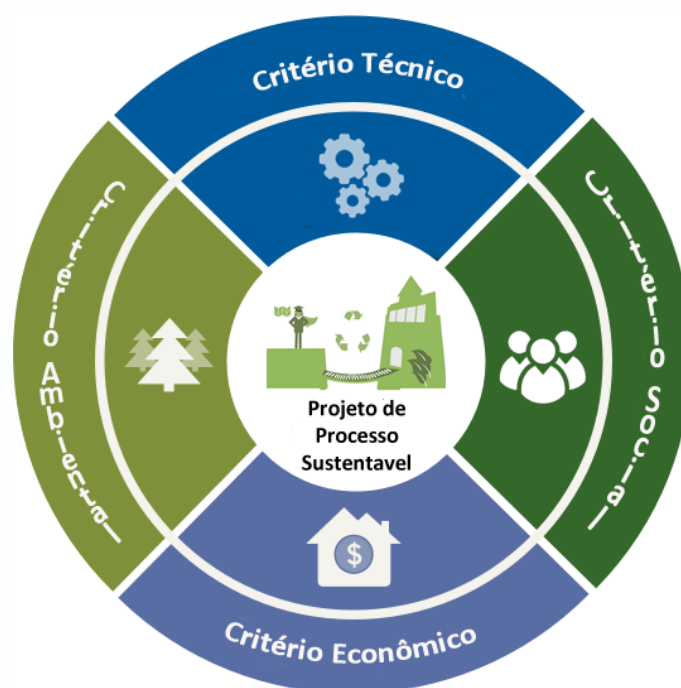 Critério Técnico
Critério Ambiental
Critério Social
Projeto de
Processo
Sustentavel
$
Critério Econômico